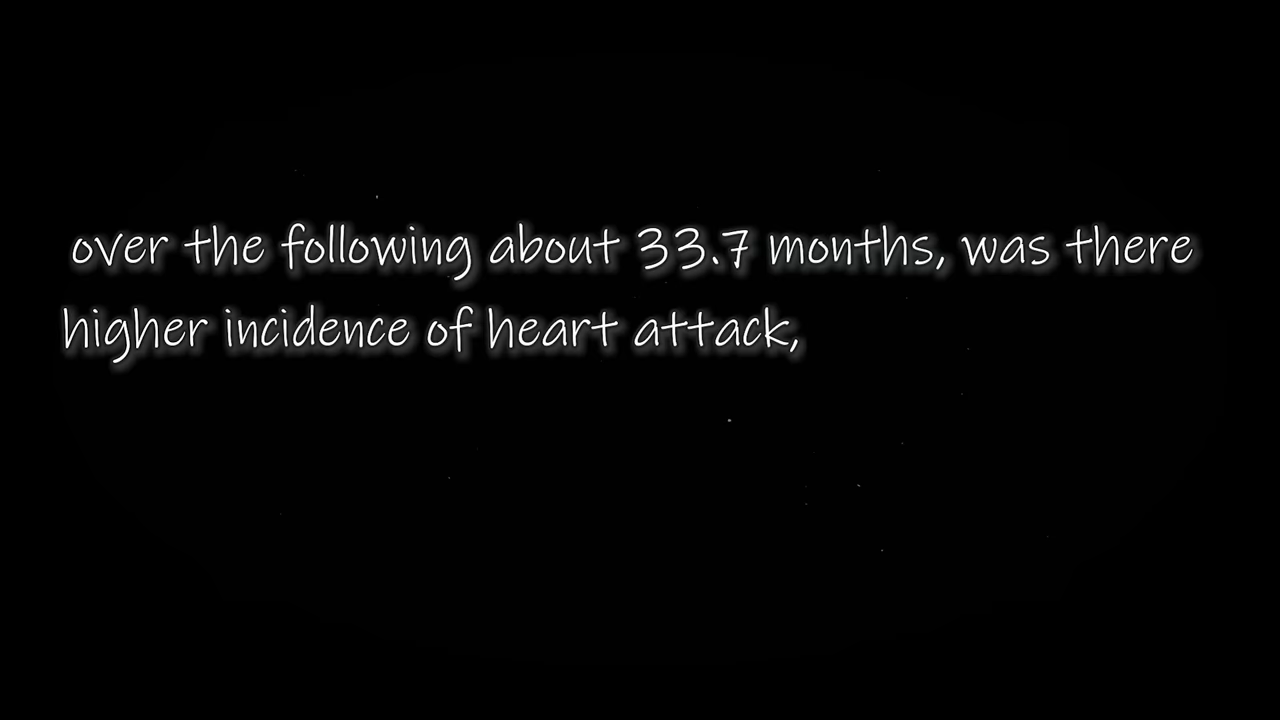 over the following about 33.7 months, was there
higher incidence of heart attack,